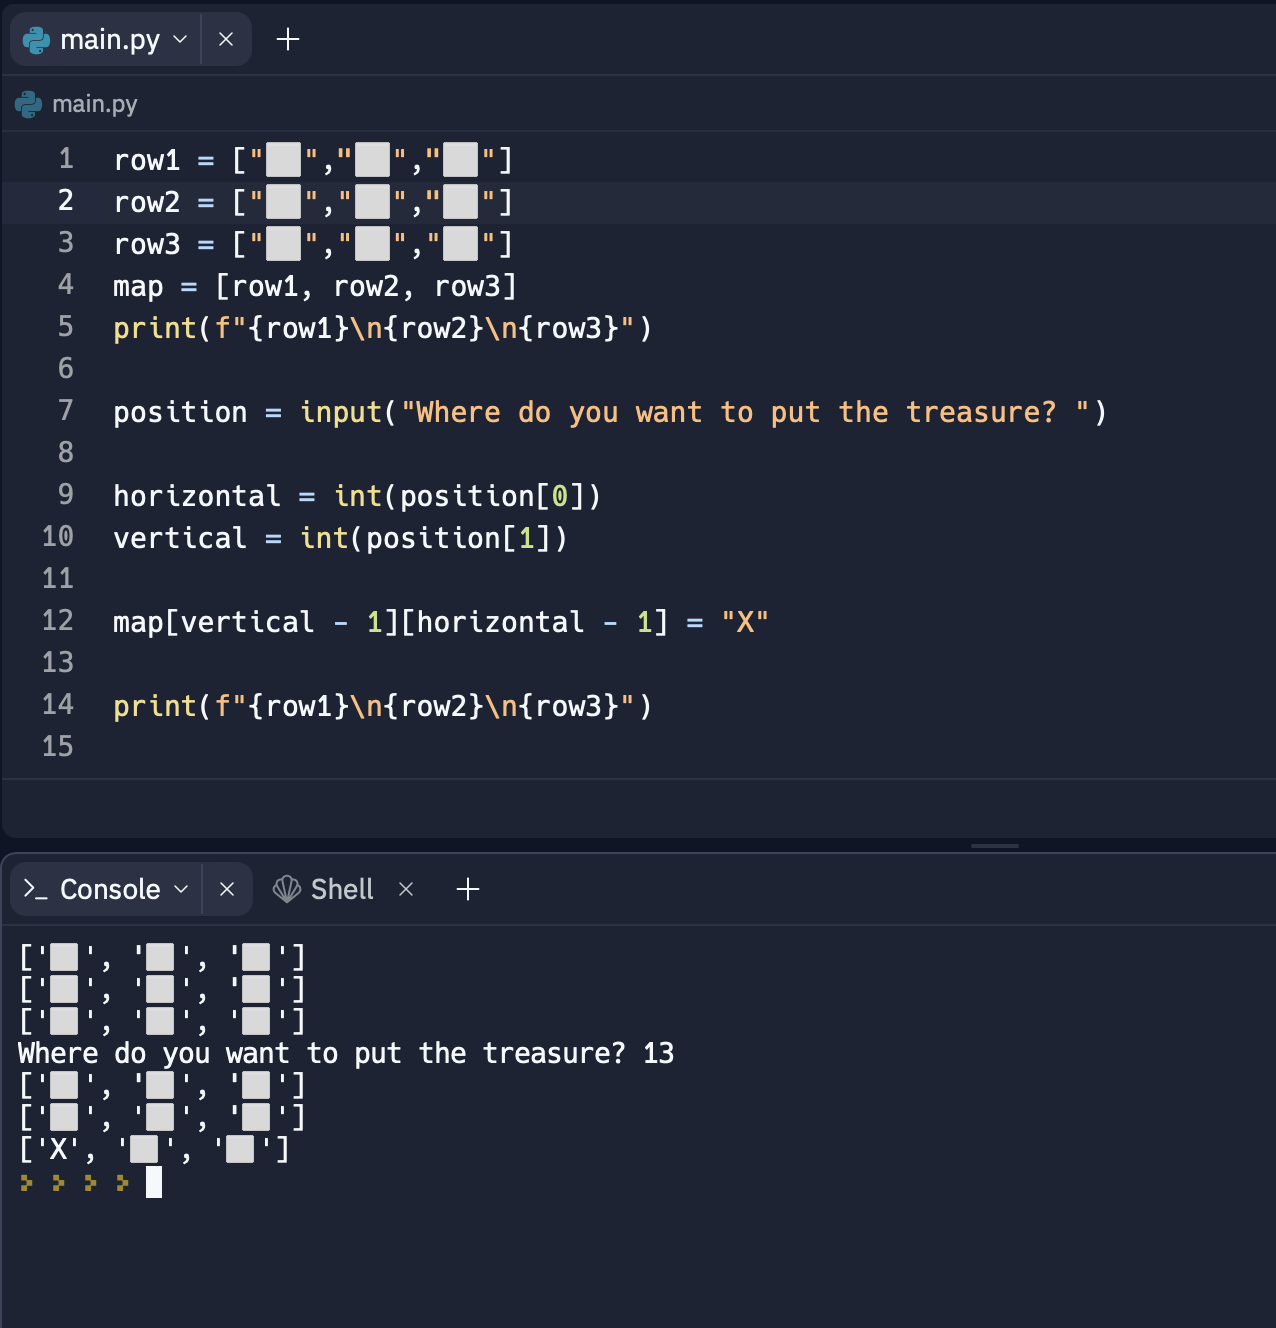 main.py
main.py
1 row1 = ["⬜","⬜","⬜"]
2 row2 = ["⬜","⬜","⬜"]
3 row3 = ["⬜","⬜","⬜"]
4 map = [row1, row2, row3]
5 print(f"{row1}\n{row2}\n{row3}")
6
7 position = input("Where do you want to put the treasure? ")
8
9 horizontal = int(position[0])
10 vertical = int(position[1])
11
12 map[vertical - 1][horizontal - 1] = "X"
13
14 print(f"{row1}\n{row2}\n{row3}")
15
Console Shell
['⬜', '⬜', '⬜']
['⬜', '⬜', '⬜']
['⬜', '⬜', '⬜']
Where do you want to put the treasure? 13
['⬜', '⬜', '⬜']
['⬜', '⬜', '⬜']
['X', '⬜', '⬜']